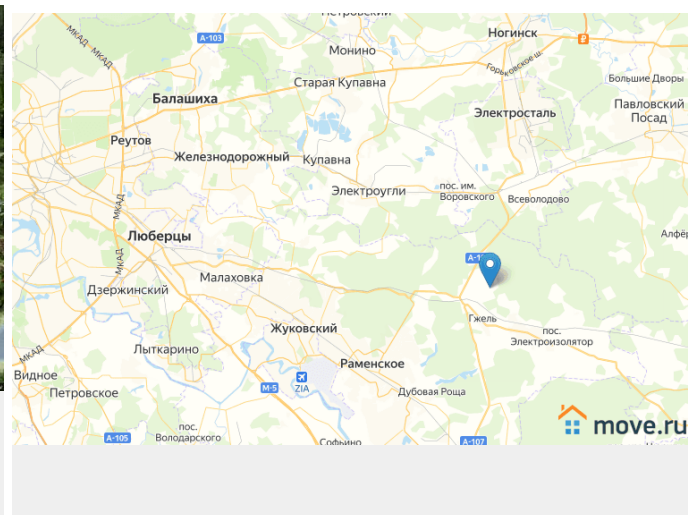 МКАД
МКАД
А-103
Монино
Ногинск
Горьковское ш.
Старая Купавна
Большие Дворы
Балашиха
Электросталь
Павловский
Посад
Реутов
Железнодорожный
Купавна
Электроугли
пос. им.
Воровского
Всеволодово
МКАД
Люберцы
МКАД
Малаховка
Дзержинский
Гжель
Жуковский
пос.
Электроизолятор
Лыткарино
МКАД
Раменское
Видное
М-5
ZIA
Петровское
Дубовая Роща
пос.
Володарского
А-105
Софьино
А-107
move.ru